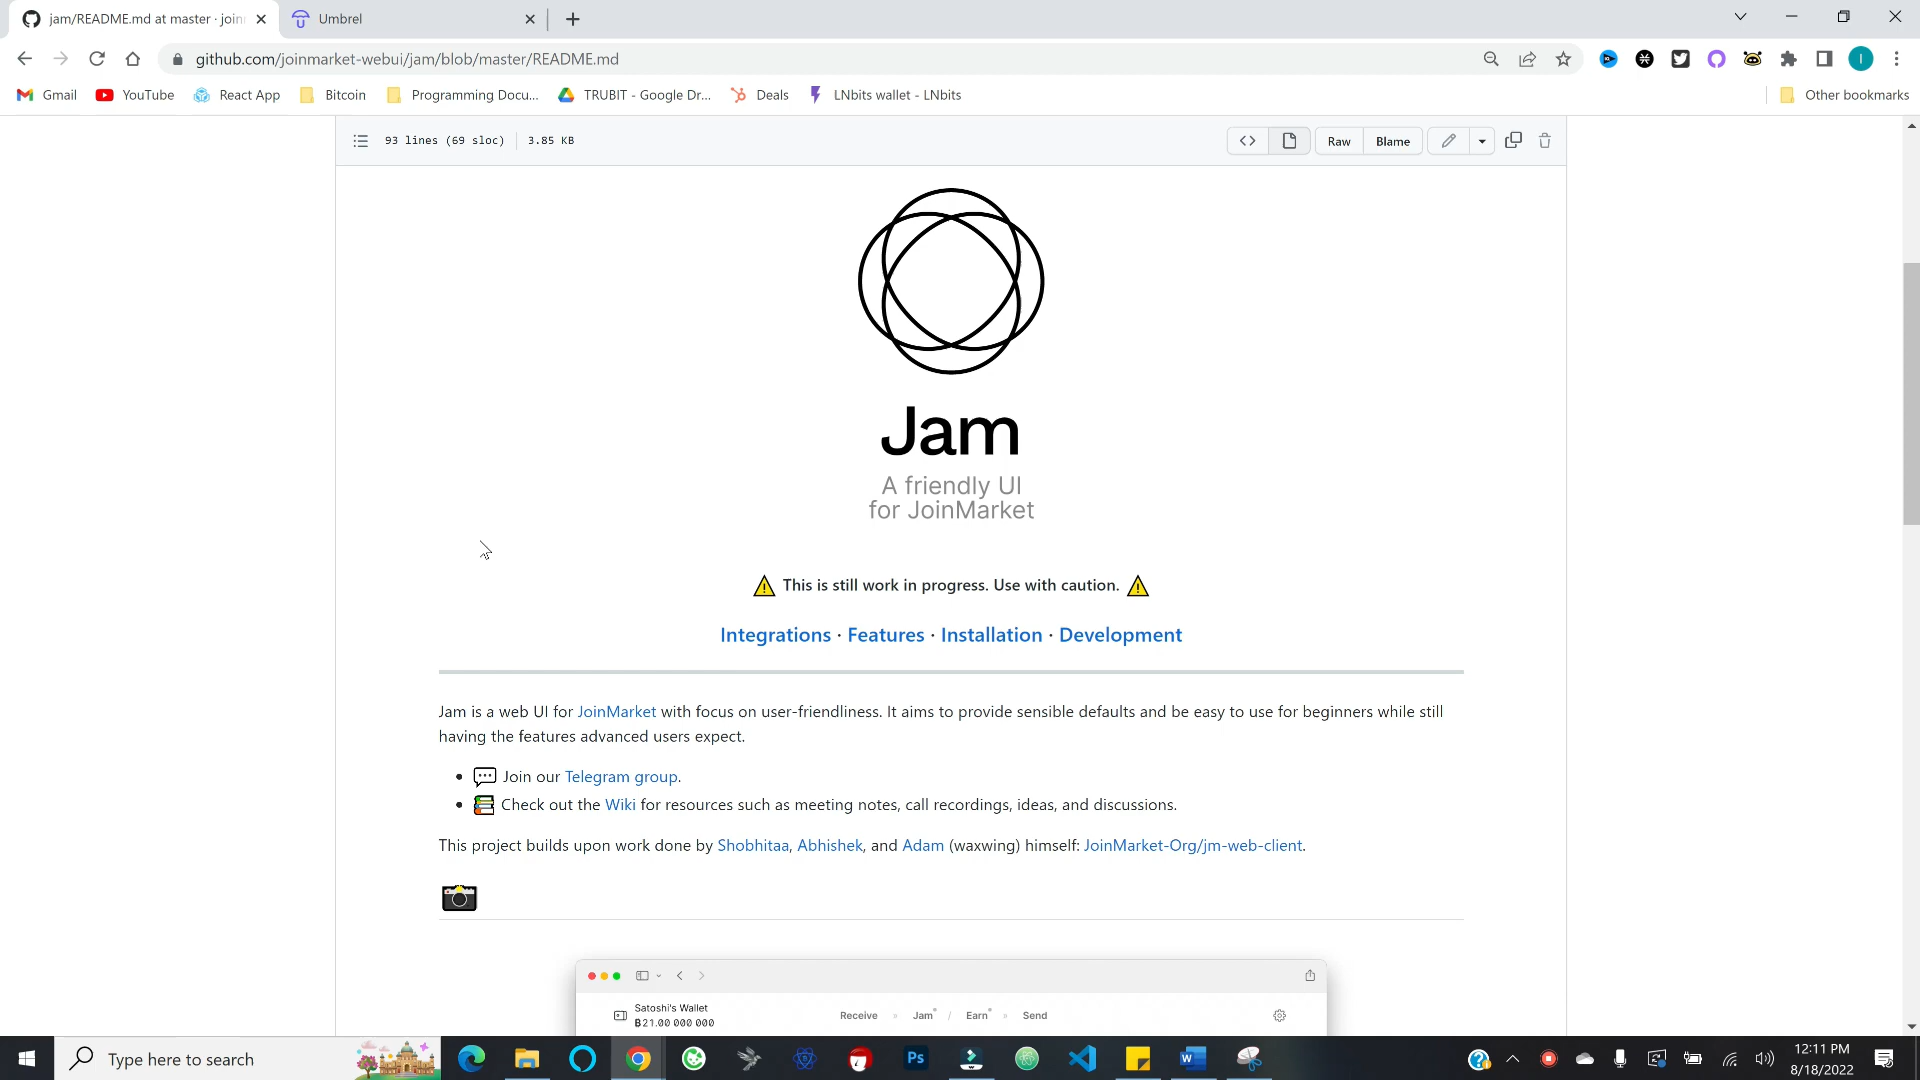 jam/README.md at master · join
Umbrel
github.com/joinmarket-webui/jam/blob/master/README.md
Gmail
YouTube
React App
Bitcoin
Programming Docu...
TRUBIT - Google Dr...
Deals
LNbits wallet - LNbits
Other bookmarks
93 lines (69 sloc)
3.85 KB
Raw
Blame
Jam
A friendly UI
for JoinMarket
This is still work in progress. Use with caution.
Integrations · Features · Installation · Development
Jam is a web UI for JoinMarket with focus on user-friendliness. It aims to provide sensible defaults and be easy to use for beginners while still
having the features advanced users expect.
Join our Telegram group.
Check out the Wiki for resources such as meeting notes, call recordings, ideas, and discussions.
This project builds upon work done by Shobhitaa, Abhishek, and Adam (waxwing) himself: JoinMarket-Org/jm-web-client.
Satoshi's Wallet
฿21.00 000 000
Receive
Jam
/
Earn
Send
Type here to search
Ps
12:11 PM
8/18/2022